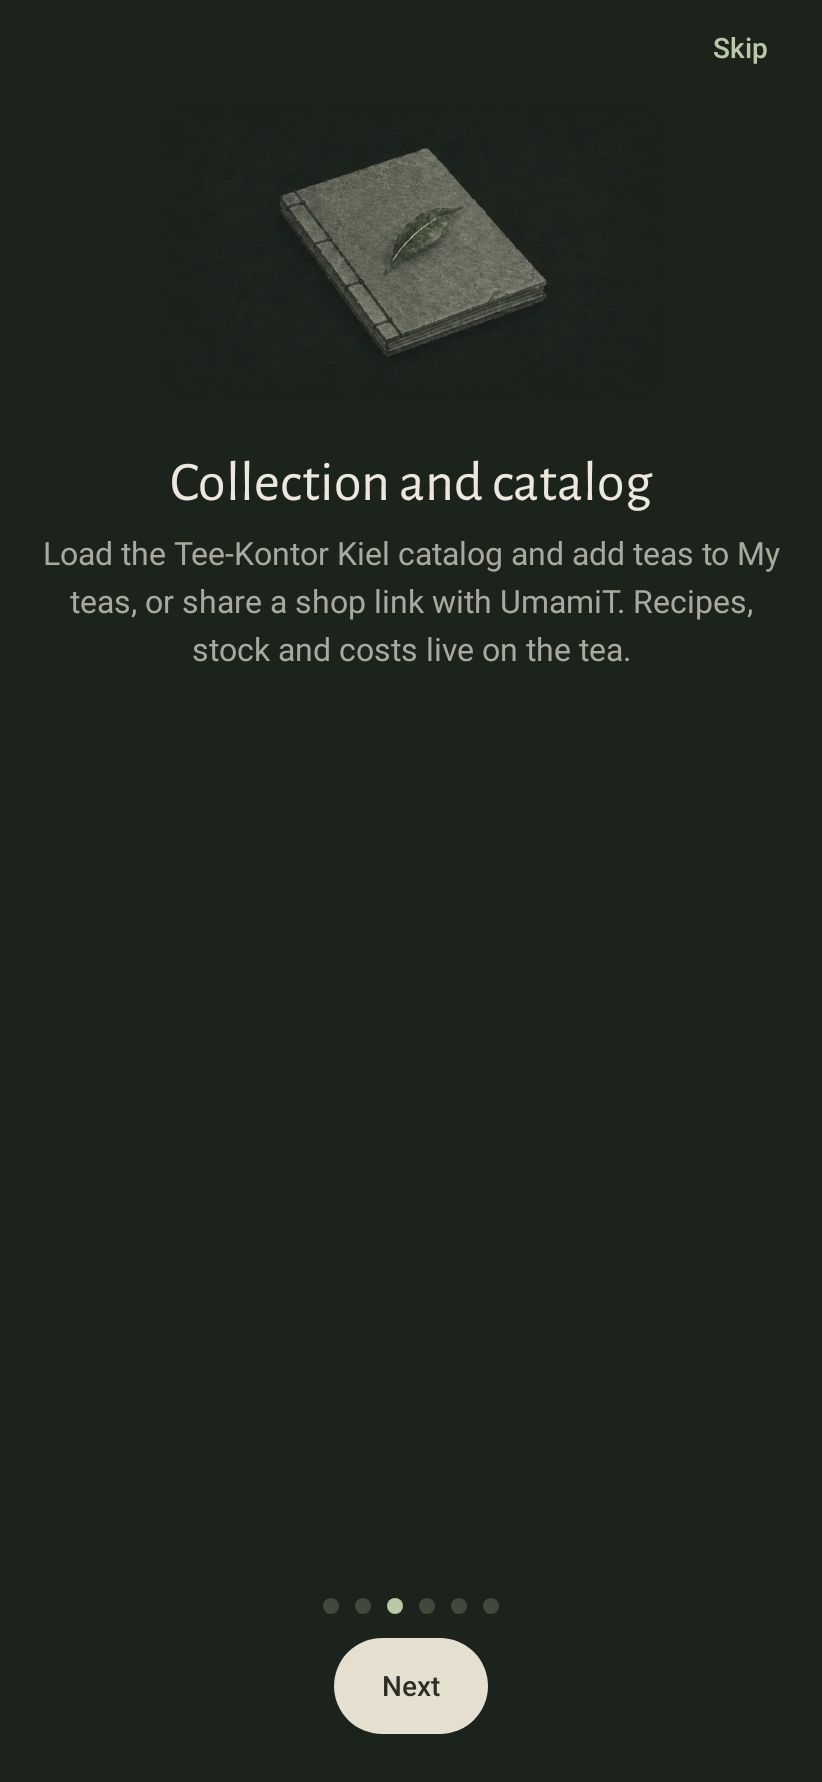 Skip
Collection and catalog
Load the Tee-Kontor Kiel catalog and add teas to My
teas, or share a shop link with UmamiT. Recipes,
stock and costs live on the tea.
Next